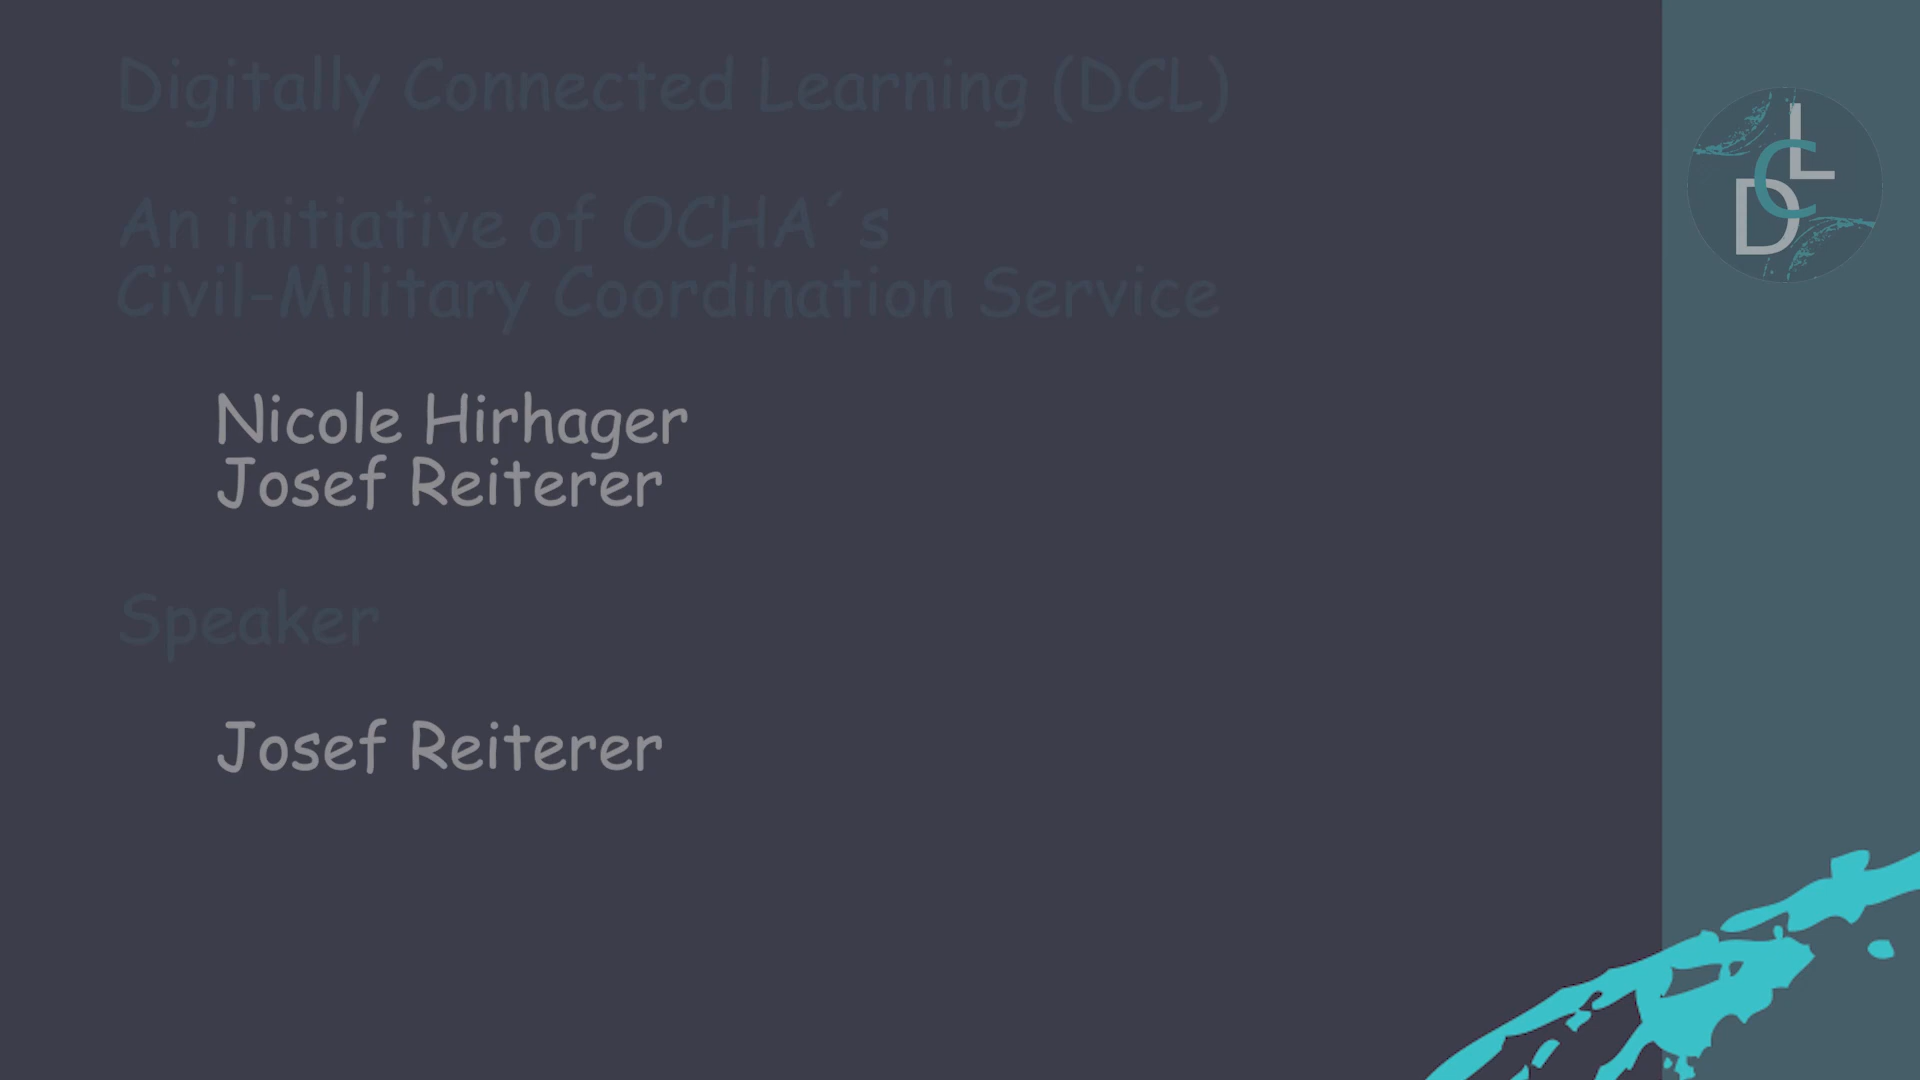 Digitally Connected Learning (DCL)
An initiative of OCHA´s
Civil-Military Coordination Service
Nicole Hirhager
Josef Reiterer
Speaker
Josef Reiterer
DCL